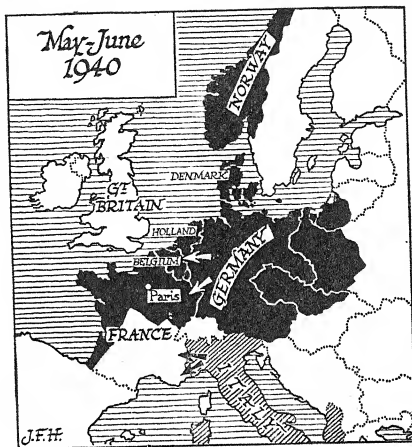 May-June
1940
NORWAY
DENMARK
GT
BRITAIN
HOLLAND
BELGIUM
GERMANY
Paris
FRANCE
ITALY
J.F.H.